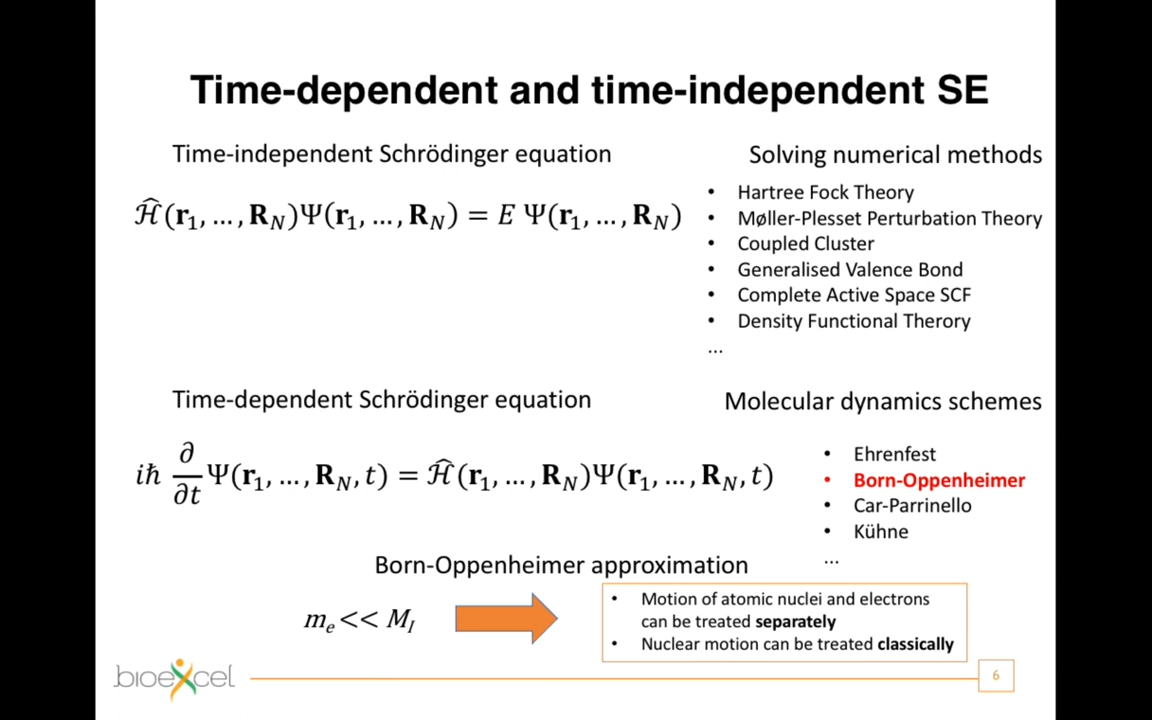 Time-dependent and time-independent SE
Time-independent Schrödinger equation
ℋ̂(r₁, …, R_N)Ψ(r₁, …, R_N) = E Ψ(r₁, …, R_N)
Solving numerical methods
• Hartree Fock Theory
• Møller-Plesset Perturbation Theory
• Coupled Cluster
• Generalised Valence Bond
• Complete Active Space SCF
• Density Functional Therory
...
Time-dependent Schrödinger equation
iℏ ∂/∂t Ψ(r₁, …, R_N, t) = ℋ̂(r₁, …, R_N)Ψ(r₁, …, R_N, t)
Molecular dynamics schemes
• Ehrenfest
• Born-Oppenheimer
• Car-Parrinello
• Kühne
...
Born-Oppenheimer approximation
m_e << M_I
• Motion of atomic nuclei and electrons
can be treated separately
• Nuclear motion can be treated classically
bioexcel
6